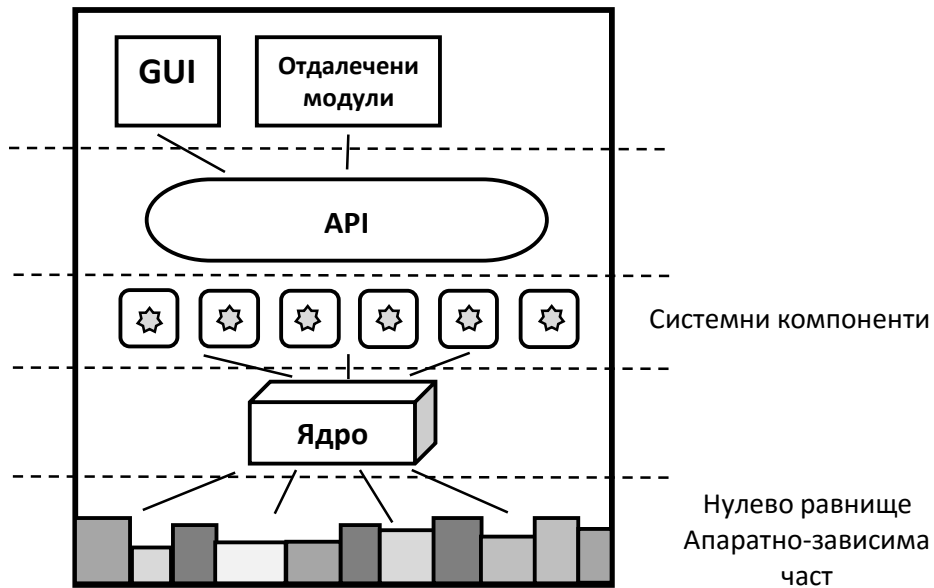 GUI
Отдалечени
модули
API
Системни компоненти
Ядро
Нулево равнище
Апаратно-зависима
част